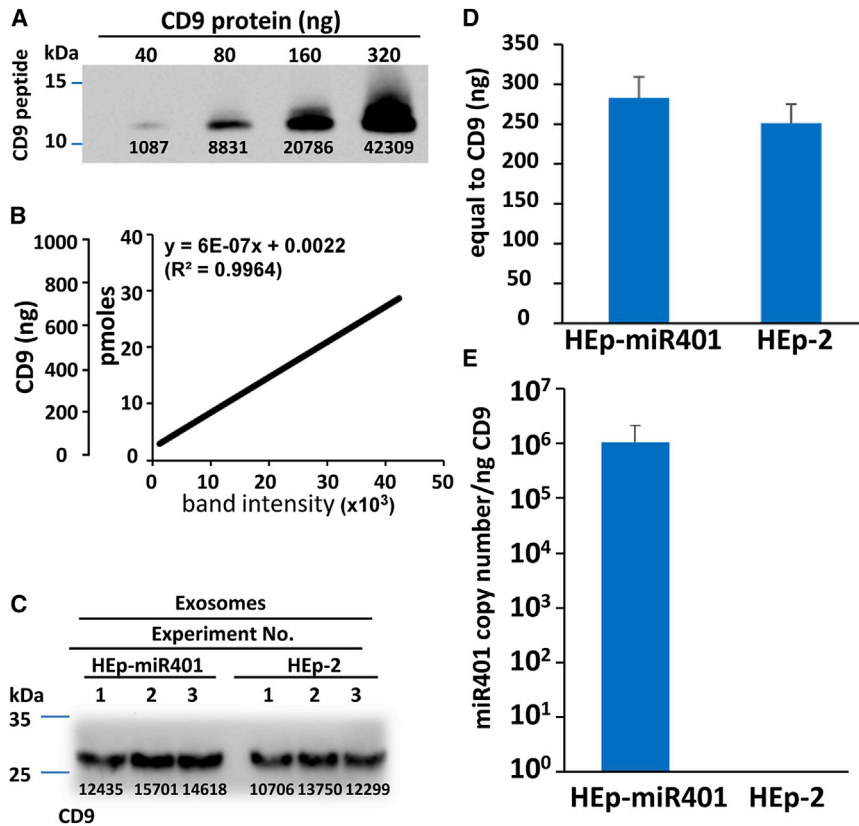 A
CD9 protein (ng)
kDa 40 80 160 320
15
10
CD9 peptide
1087 8831 20786 42309
B
1000
800
600
400
200
0
CD9 (ng)
40
30
20
10
0
pmoles
y = 6E-07x + 0.0022
(R² = 0.9964)
0 10 20 30 40 50
band intensity (x10³)
C
Exosomes
Experiment No.
HEp-miR401 HEp-2
kDa 1 2 3 1 2 3
35
25
12435 15701 14618 10706 13750 12299
CD9
D
350
300
250
200
150
100
50
0
equal to CD9 (ng)
HEp-miR401 HEp-2
E
10⁷
10⁶
10⁵
10⁴
10³
10²
10¹
10⁰
miR401 copy number/ng CD9
HEp-miR401 HEp-2